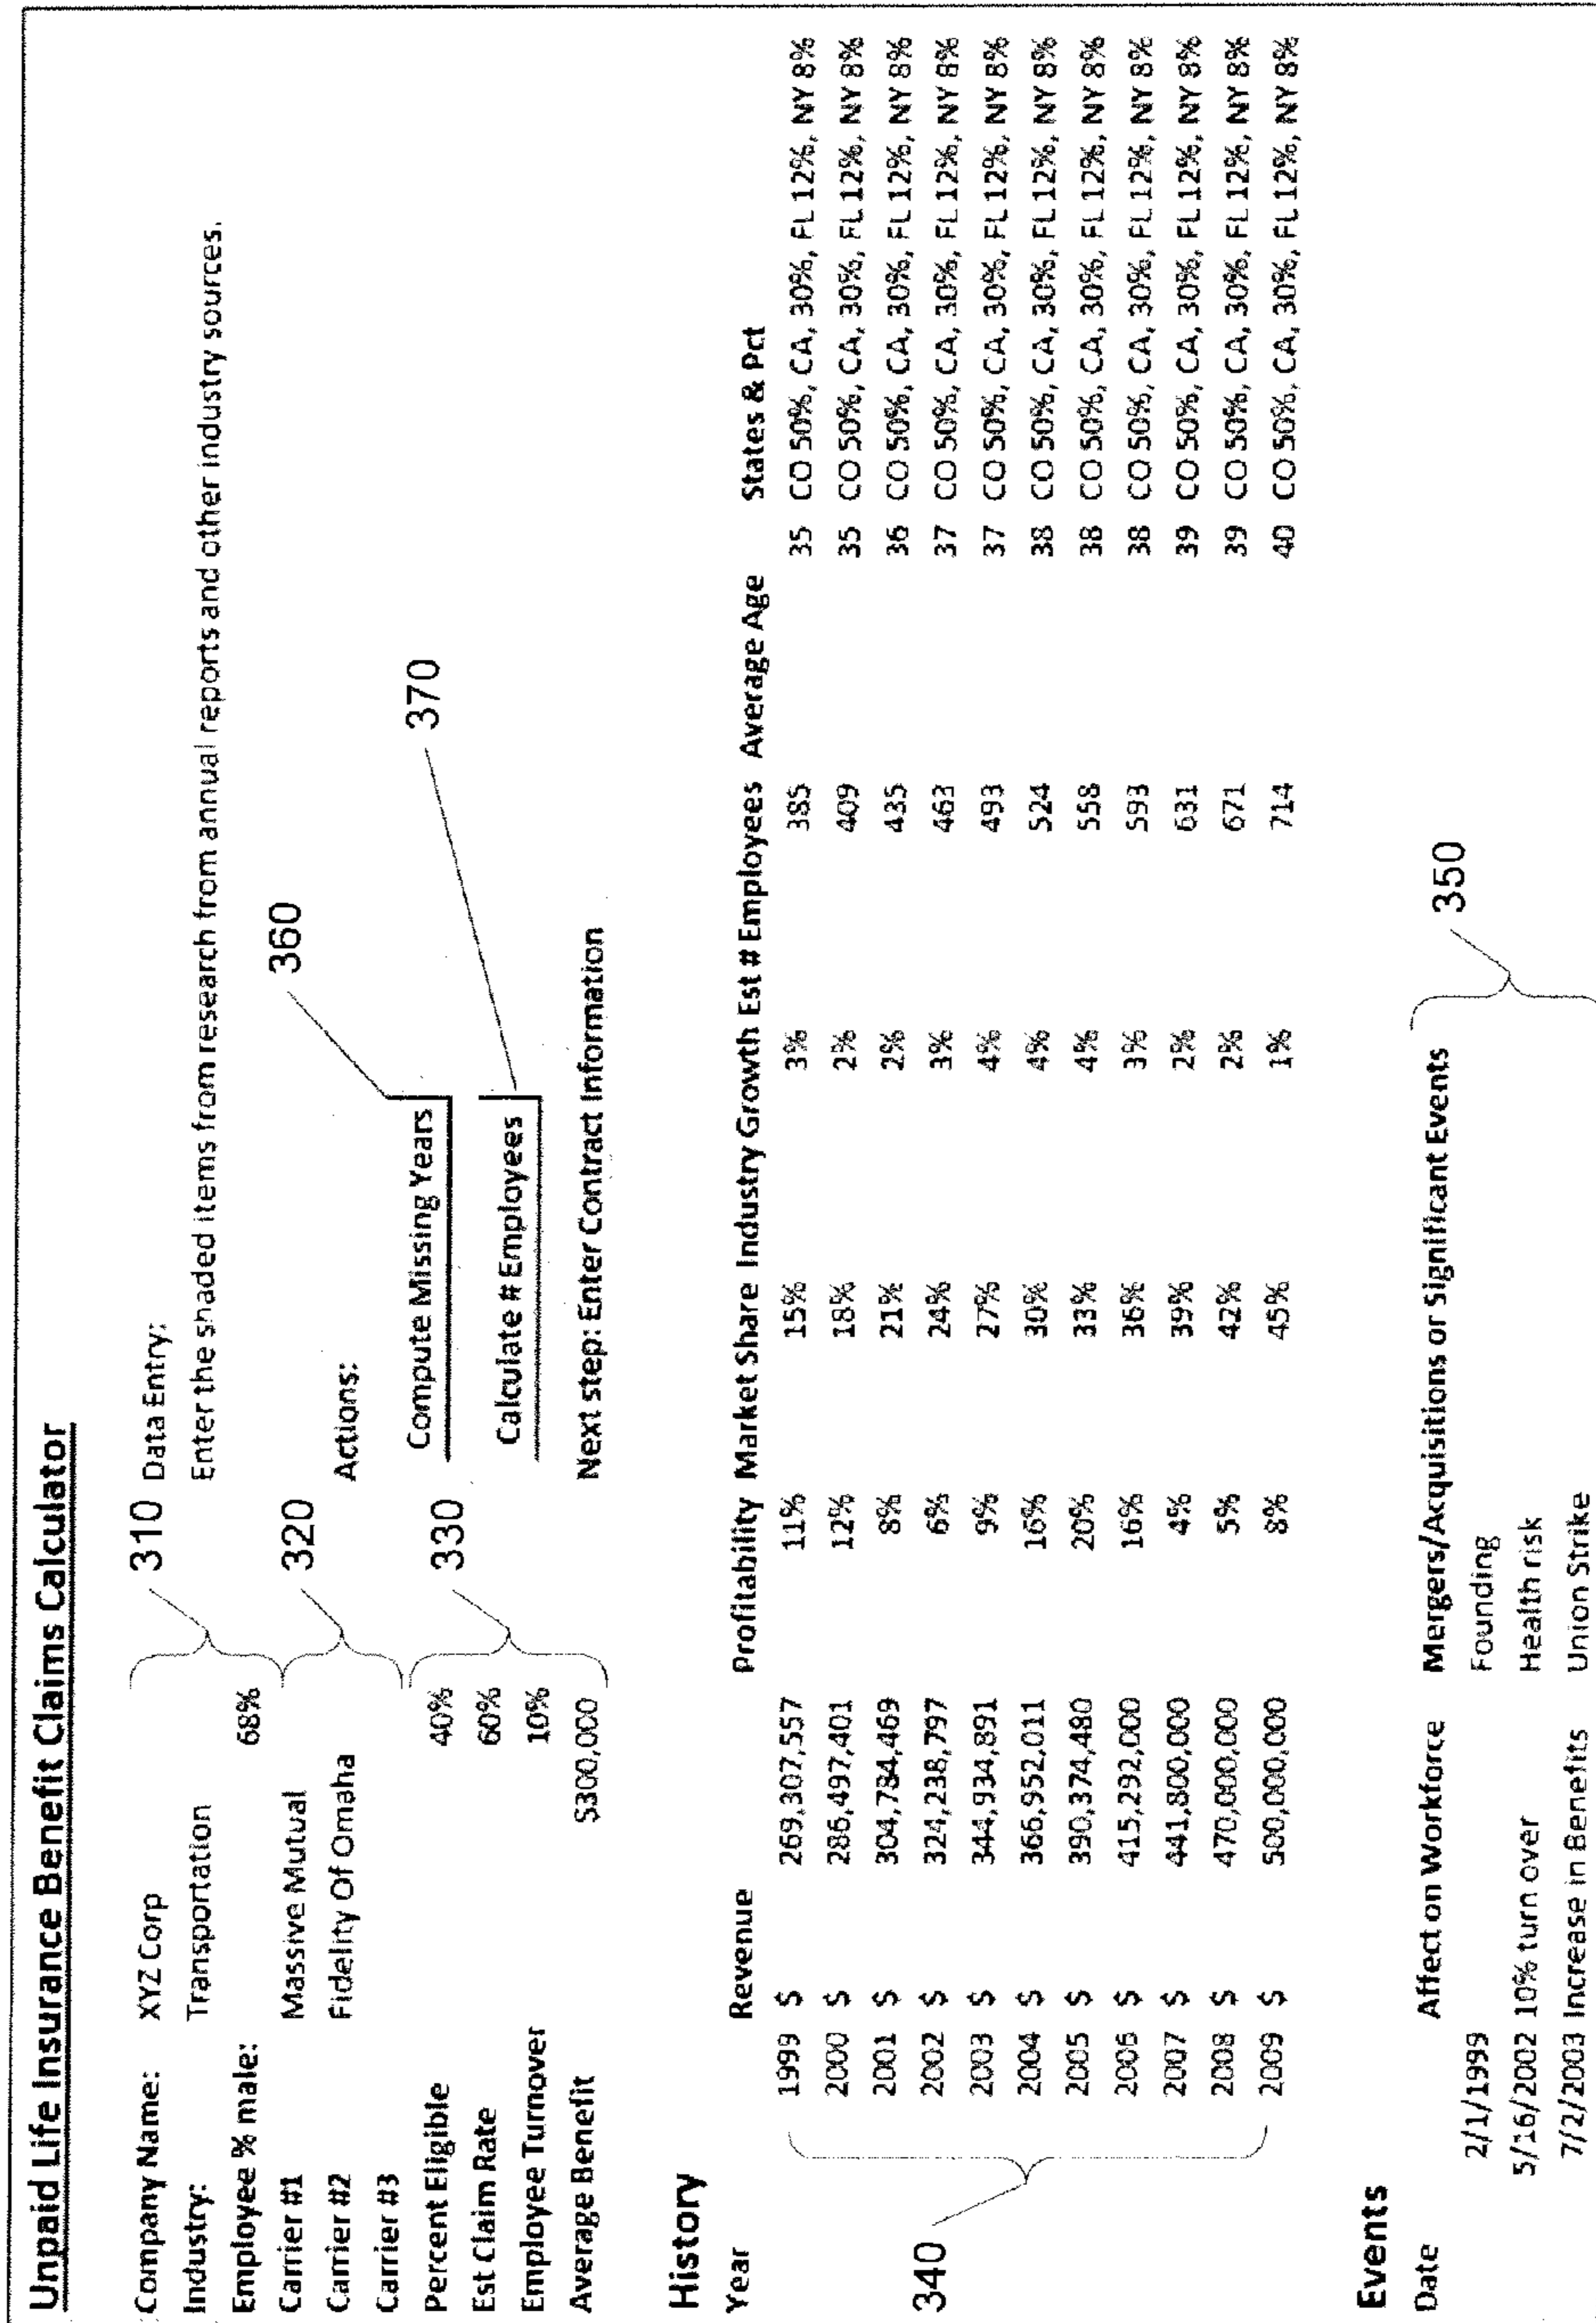 Unpaid Life Insurance Benefit Claims Calculator
Company Name: XYZ Corp 310 Data Entry:
Industry: Transportation Enter the shaded items from research from annual reports and other industry sources.
Employee % male: 68%
Carrier #1 Massive Mutual 320 360
Carrier #2 Fidelity Of Omaha Actions:
Carrier #3
Percent Eligible 40% 330 Compute Missing Years 370
Est Claim Rate 60%
Employee Turnover 10% Calculate # Employees
Average Benefit $300,000 Next step: Enter Contract Information
History
Year Revenue Profitability Market Share Industry Growth Est # Employees Average Age States & Pct
1999 $ 269,307,557 11% 15% 3% 385 35 CO 50%, CA, 30%, FL 12%, NY 8%
2000 $ 286,497,401 12% 18% 2% 409 35 CO 50%, CA, 30%, FL 12%, NY 8%
2001 $ 304,784,469 8% 21% 2% 435 36 CO 50%, CA, 30%, FL 12%, NY 8%
2002 $ 324,238,797 6% 24% 3% 463 37 CO 50%, CA, 30%, FL 12%, NY 8%
2003 $ 344,934,891 9% 27% 4% 493 37 CO 50%, CA, 30%, FL 12%, NY 8%
2004 $ 366,952,011 16% 30% 4% 524 38 CO 50%, CA, 30%, FL 12%, NY 8%
2005 $ 390,374,480 20% 33% 4% 558 38 CO 50%, CA, 30%, FL 12%, NY 8%
2006 $ 415,292,000 16% 36% 3% 593 38 CO 50%, CA, 30%, FL 12%, NY 8%
2007 $ 441,800,000 4% 39% 2% 631 39 CO 50%, CA, 30%, FL 12%, NY 8%
2008 $ 470,000,000 5% 42% 2% 671 39 CO 50%, CA, 30%, FL 12%, NY 8%
2009 $ 500,000,000 8% 45% 1% 714 40 CO 50%, CA, 30%, FL 12%, NY 8%
340
Events
Date Affect on Workforce Mergers/Acquisitions or Significant Events 350
2/1/1999 Founding
5/16/2002 10% turn over Health risk
7/2/2003 Increase in Benefits Union Strike